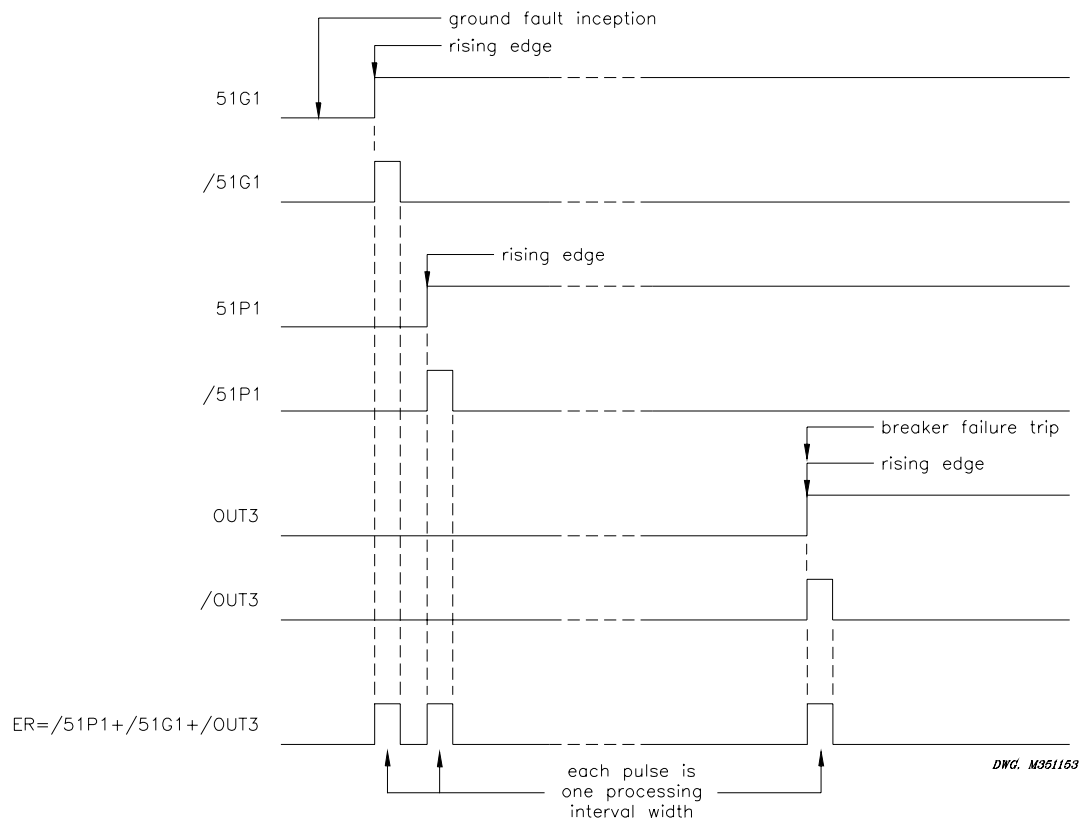 ground fault inception
rising edge
51G1
/51G1
rising edge
51P1
/51P1
breaker failure trip
rising edge
OUT3
/OUT3
ER=/51P1+/51G1+/OUT3
each pulse is
one processing
interval width
DWG. M351153